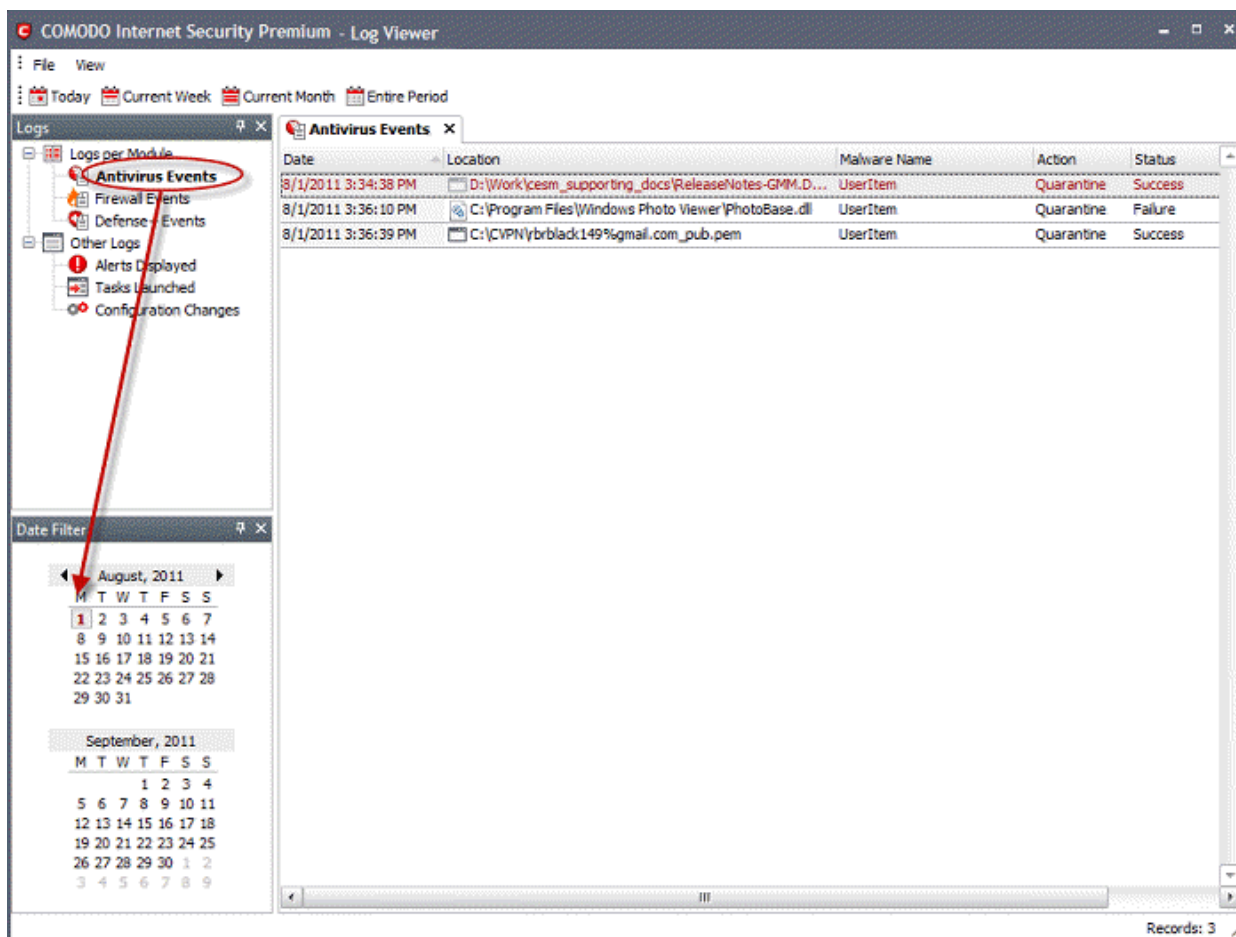 COMODO Internet Security Premium - Log Viewer
File View
Today Current Week Current Month Entire Period
Logs
Logs per Module
Antivirus Events
Firewall Events
Defense+ Events
Other Logs
Alerts Displayed
Tasks Launched
Configuration Changes
Antivirus Events
Date Location Malware Name Action Status
8/1/2011 3:34:38 PM D:\Work\cesm_supporting_docs\ReleaseNotes-GMM.D... UserItem Quarantine Success
8/1/2011 3:36:10 PM C:\Program Files\Windows Photo Viewer\PhotoBase.dll UserItem Quarantine Failure
8/1/2011 3:36:39 PM C:\CVPN\rbrblack149%gmail.com_pub.pem UserItem Quarantine Success
Date Filter
August, 2011
M T W T F S S
1 2 3 4 5 6 7
8 9 10 11 12 13 14
15 16 17 18 19 20 21
22 23 24 25 26 27 28
29 30 31
September, 2011
M T W T F S S
1 2 3 4
5 6 7 8 9 10 11
12 13 14 15 16 17 18
19 20 21 22 23 24 25
26 27 28 29 30 1 2
3 4 5 6 7 8 9
Records: 3